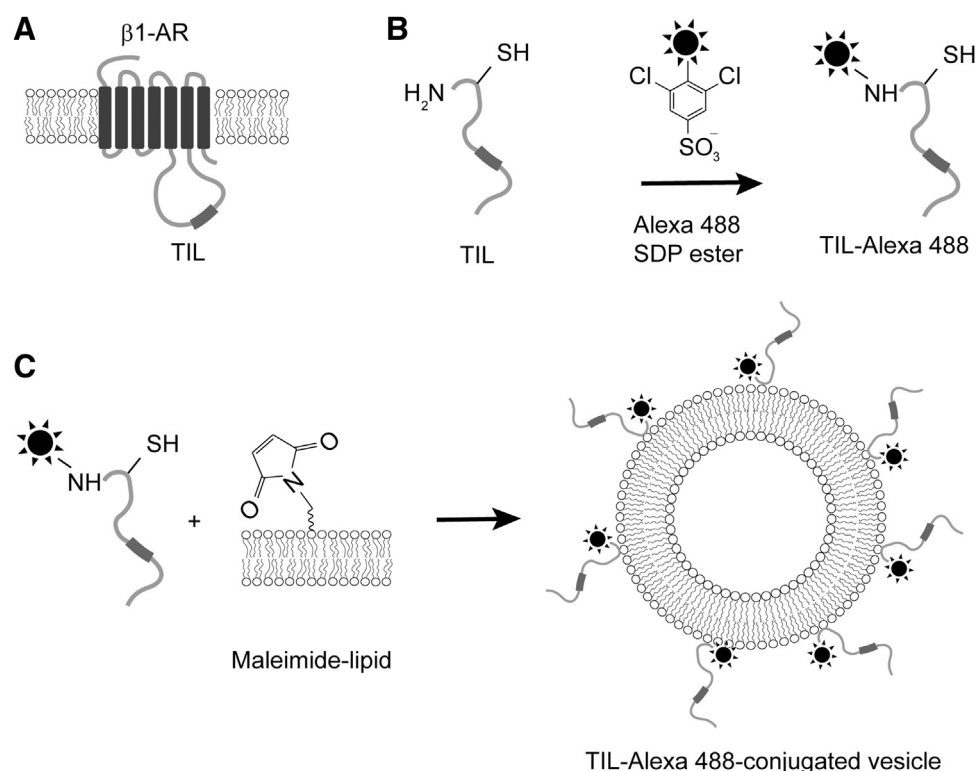 A
β1-AR
TIL
B
H2N
SH
TIL
Cl
Cl
SO3−
Alexa 488
SDP ester
NH
SH
TIL-Alexa 488
C
NH
SH
+
O
N
O
Maleimide-lipid
TIL-Alexa 488-conjugated vesicle